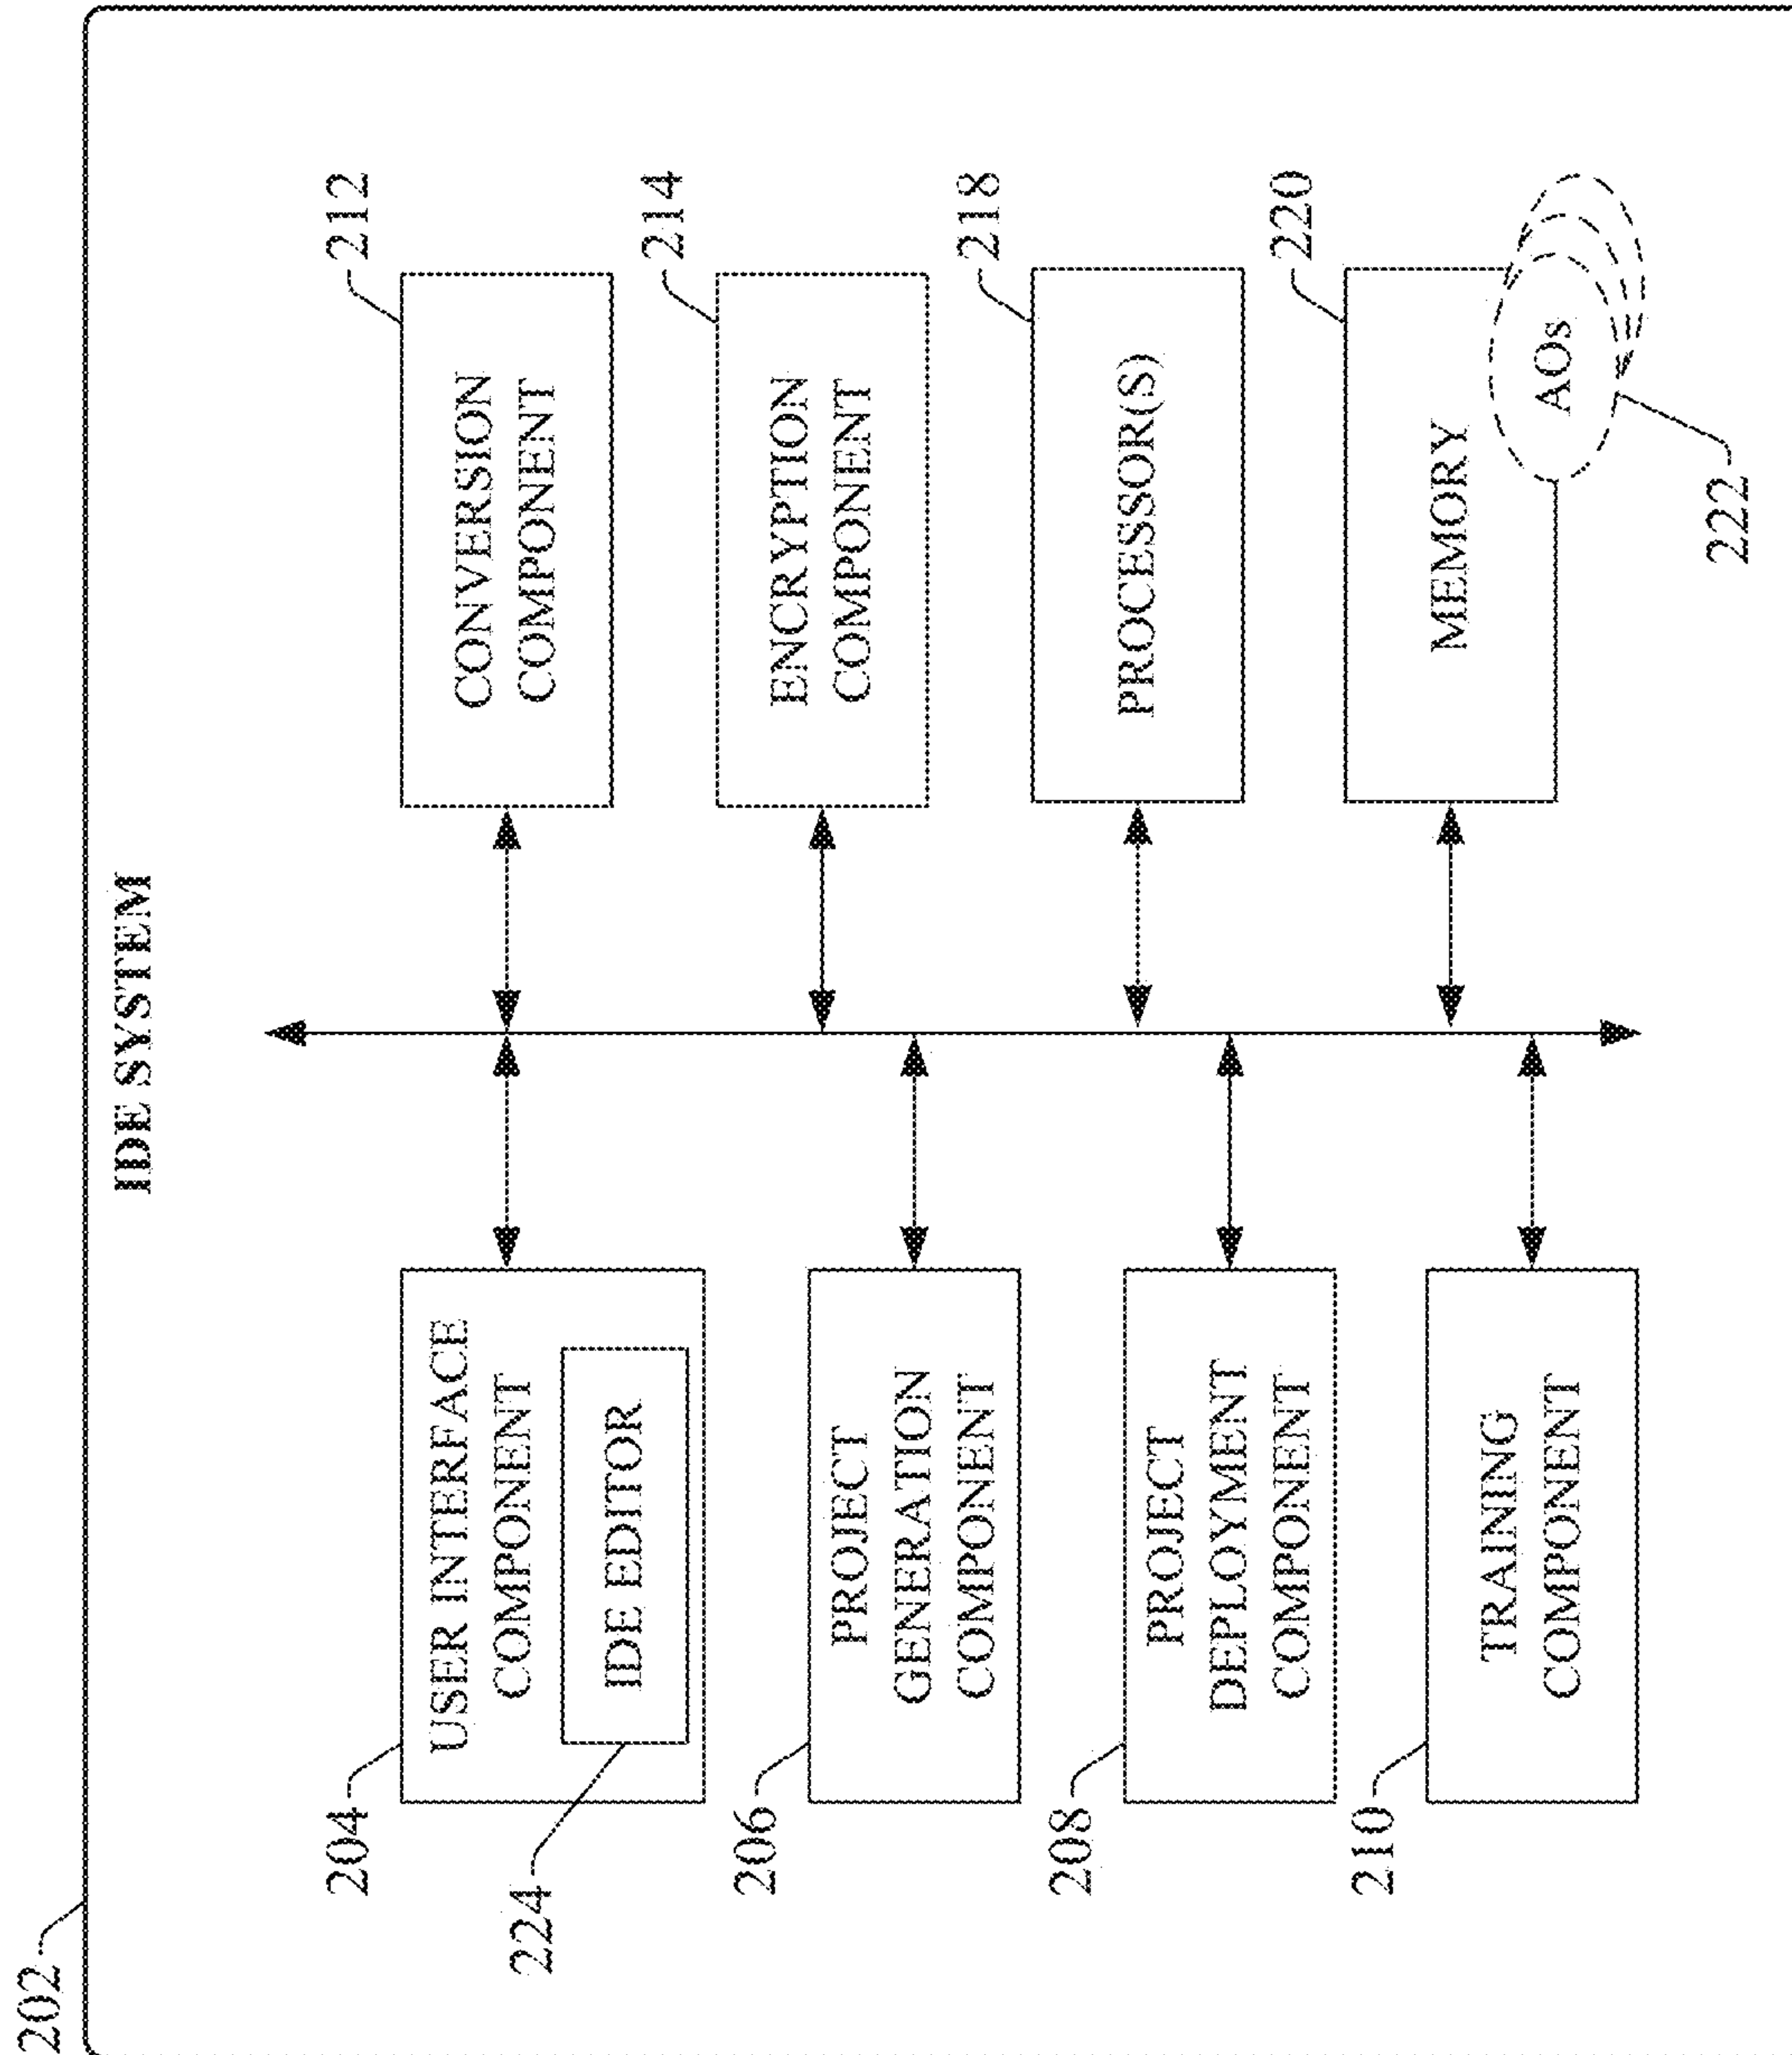 202
IDE SYSTEM
204
USER INTERFACE
COMPONENT
224
IDE EDITOR
206
PROJECT
GENERATION
COMPONENT
208
PROJECT
DEPLOYMENT
COMPONENT
210
TRAINING
COMPONENT
212
CONVERSION
COMPONENT
214
ENCRYPTION
COMPONENT
218
PROCESSOR(S)
220
MEMORY
AOs
222